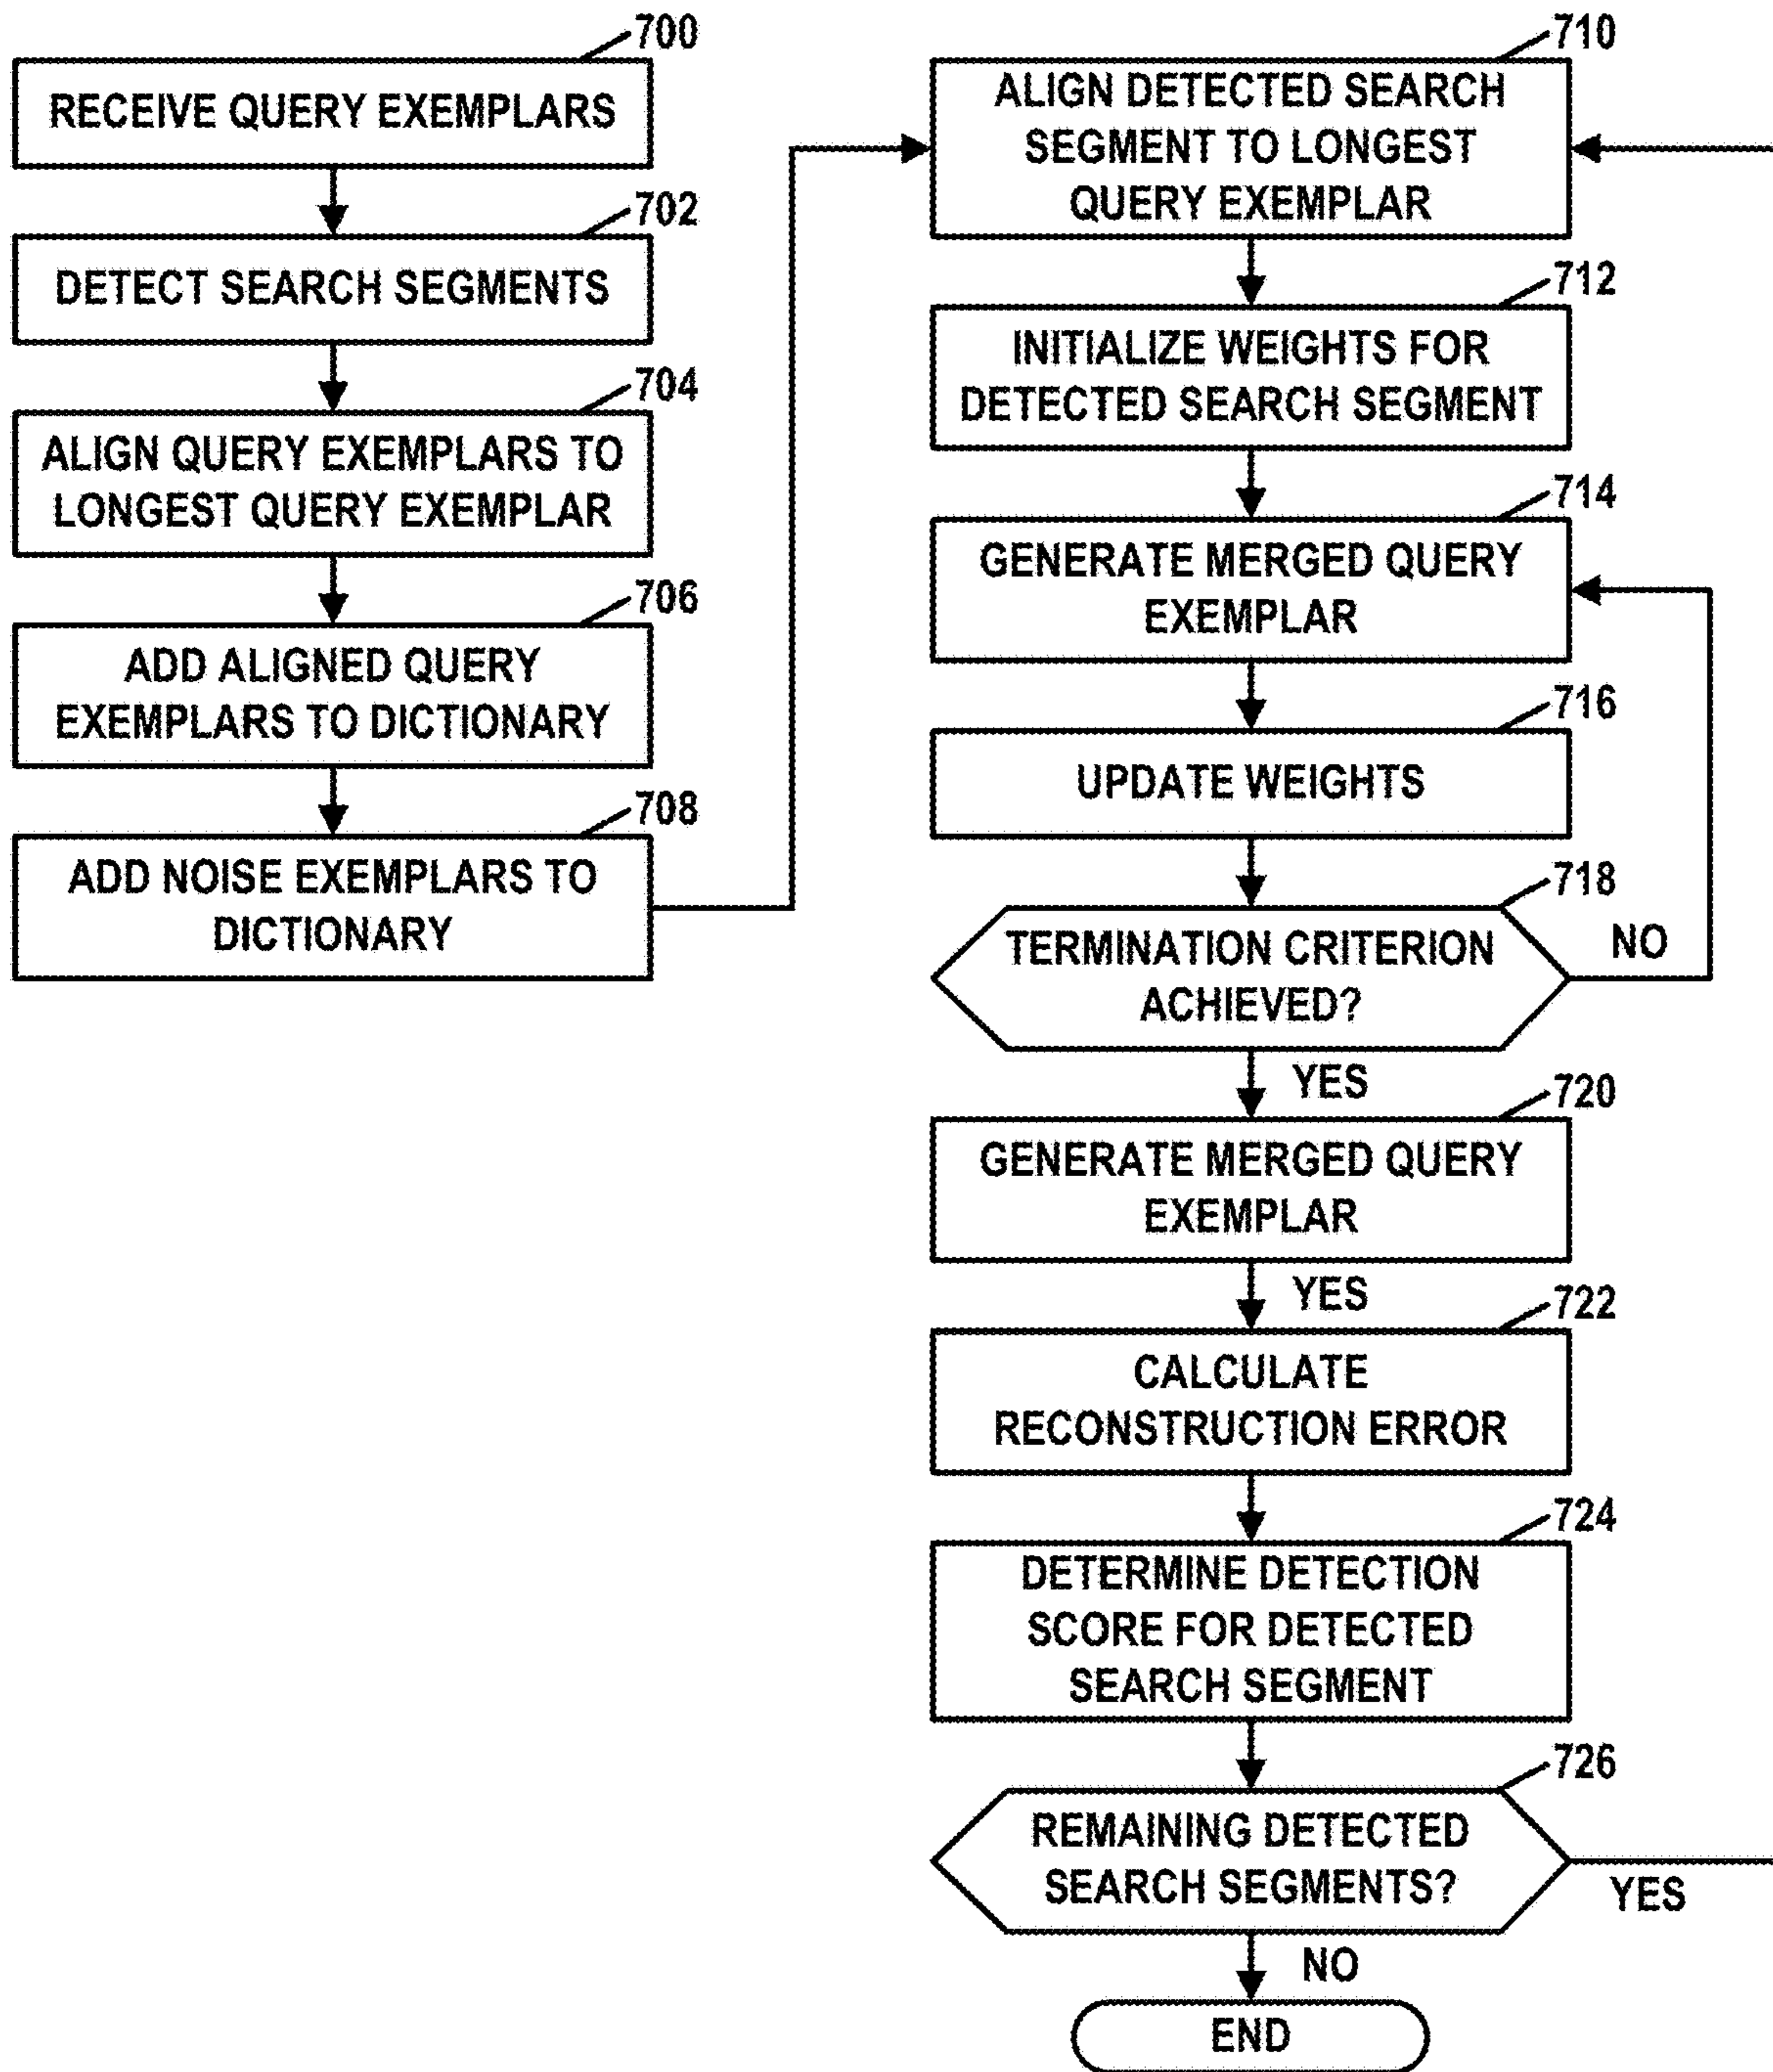 700
RECEIVE QUERY EXEMPLARS
702
DETECT SEARCH SEGMENTS
704
ALIGN QUERY EXEMPLARS TO
LONGEST QUERY EXEMPLAR
706
ADD ALIGNED QUERY
EXEMPLARS TO DICTIONARY
708
ADD NOISE EXEMPLARS TO
DICTIONARY
710
ALIGN DETECTED SEARCH
SEGMENT TO LONGEST
QUERY EXEMPLAR
712
INITIALIZE WEIGHTS FOR
DETECTED SEARCH SEGMENT
714
GENERATE MERGED QUERY
EXEMPLAR
716
UPDATE WEIGHTS
718
TERMINATION CRITERION
ACHIEVED?
NO
YES
720
GENERATE MERGED QUERY
EXEMPLAR
YES
722
CALCULATE
RECONSTRUCTION ERROR
724
DETERMINE DETECTION
SCORE FOR DETECTED
SEARCH SEGMENT
726
REMAINING DETECTED
SEARCH SEGMENTS?
YES
NO
END